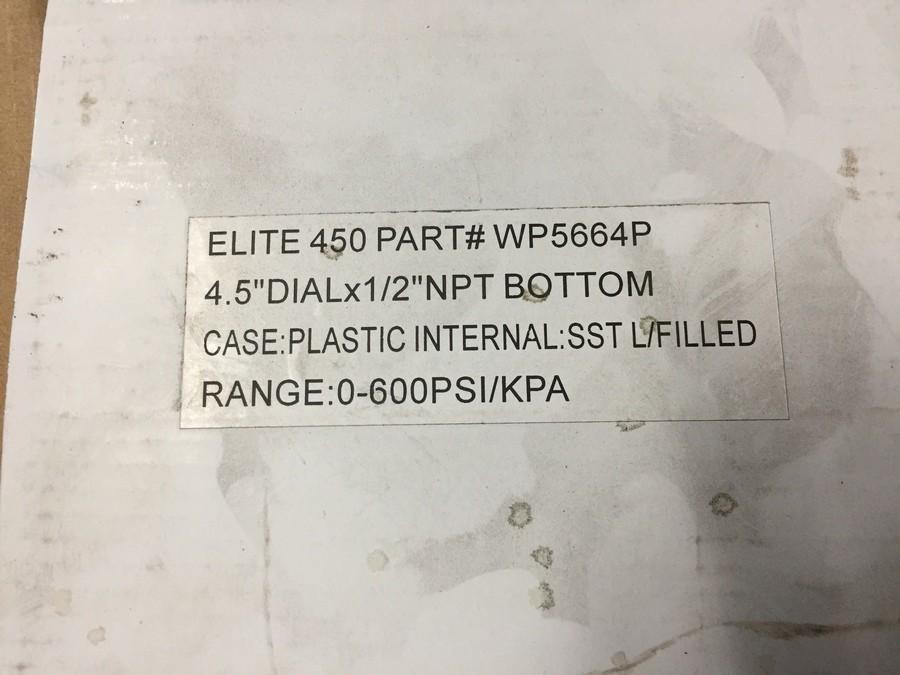 ELITE 450 PART# WP5664P
4.5"DIALx1/2"NPT BOTTOM
CASE:PLASTIC INTERNAL:SST L/FILLED
RANGE:0-600PSI/KPA